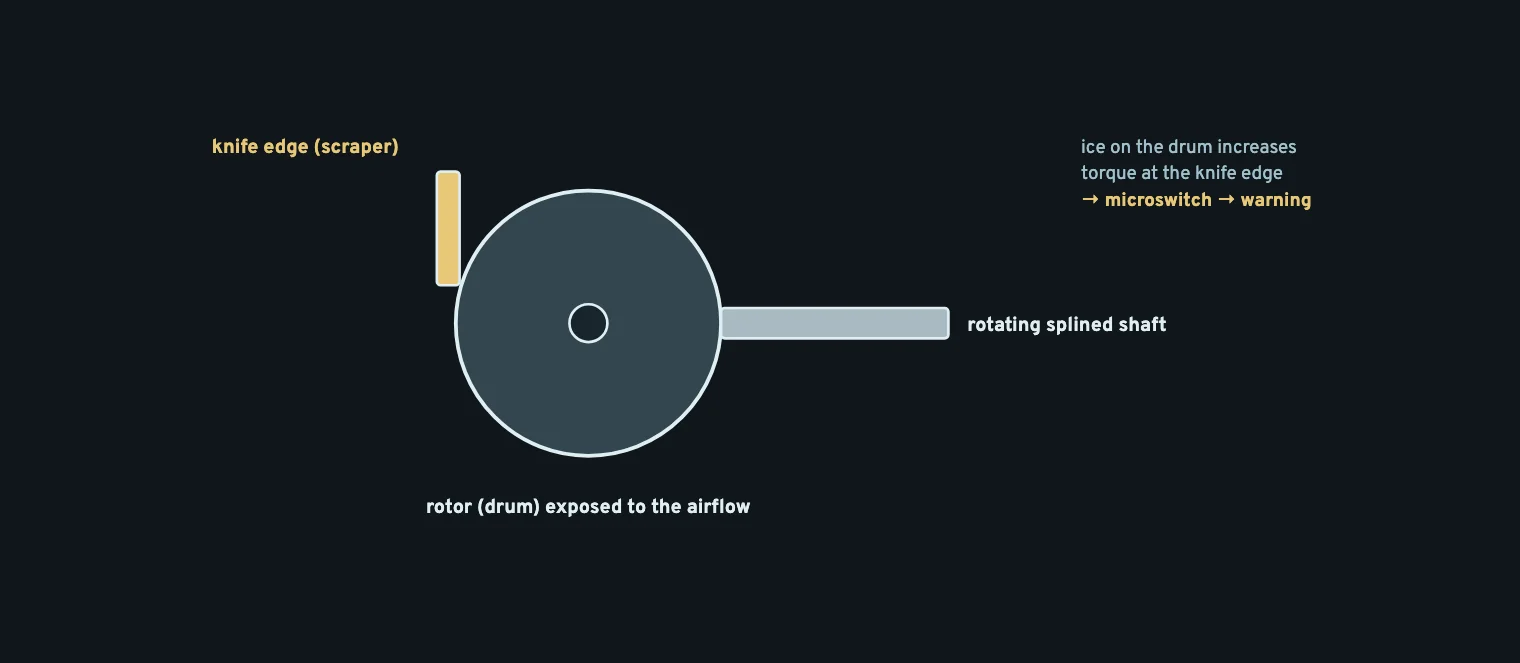 knife edge (scraper)
ice on the drum increases
torque at the knife edge
→ microswitch → warning
rotating splined shaft
rotor (drum) exposed to the airflow